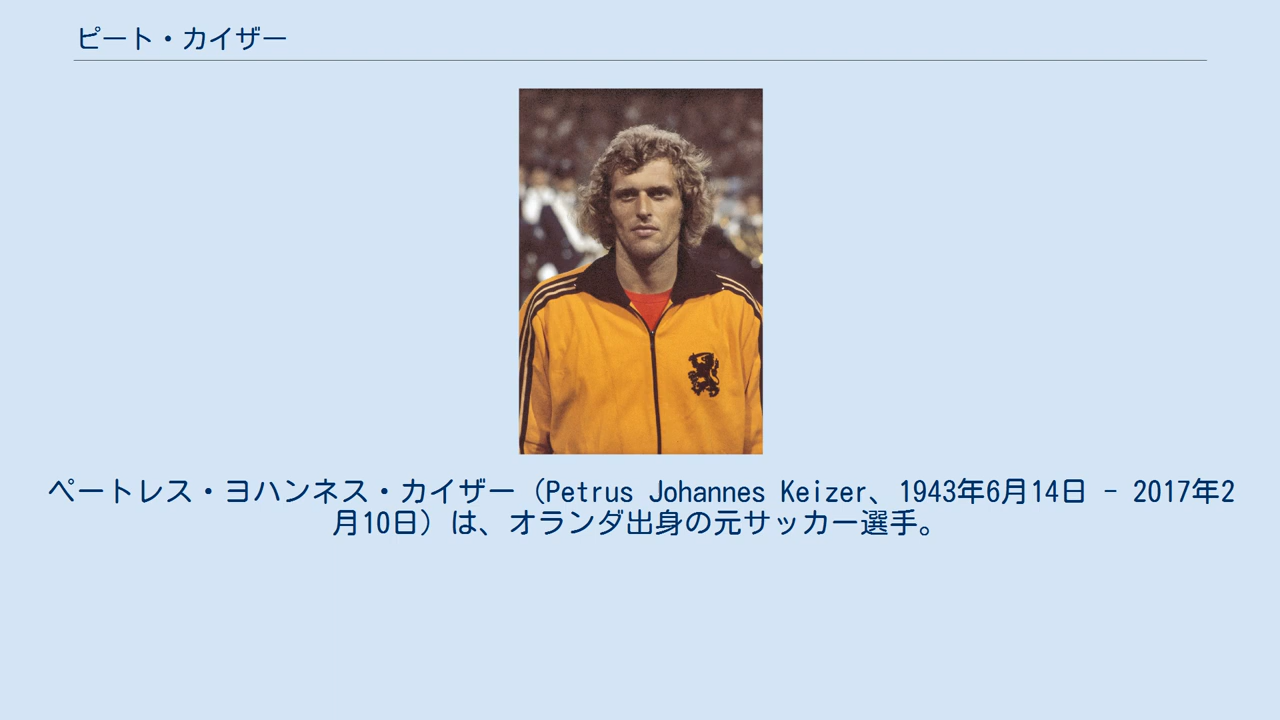 ピート・カイザー
ペートレス・ヨハンネス・カイザー（Petrus Johannes Keizer、1943年6月14日 - 2017年2
月10日）は、オランダ出身の元サッカー選手。